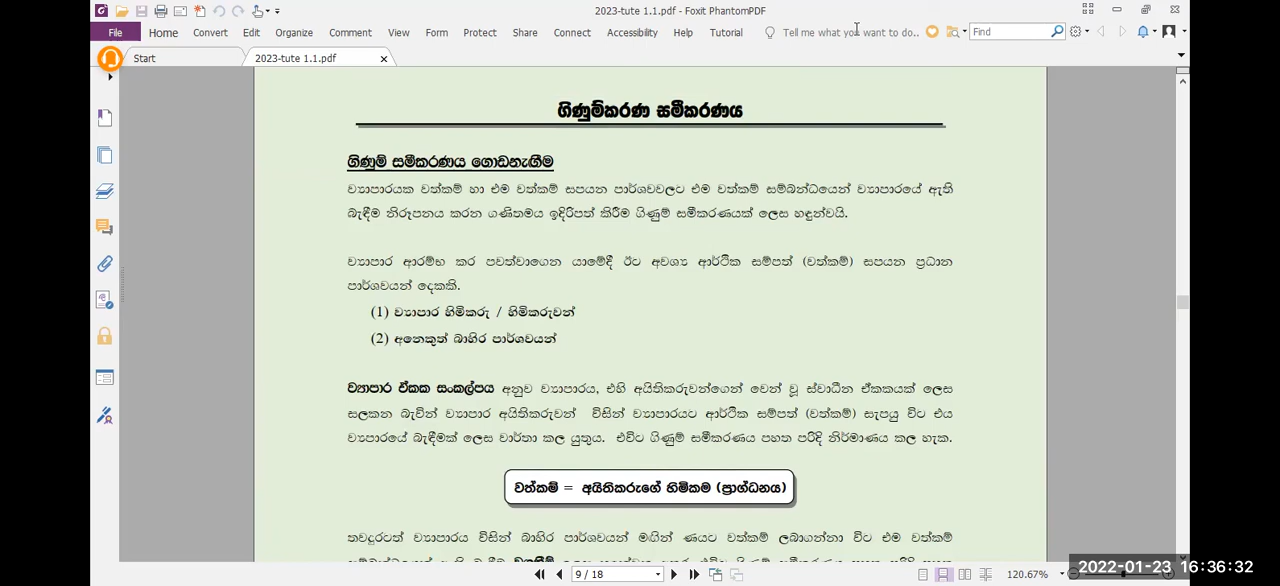 2023-tute 1.1.pdf - Foxit PhantomPDF
File Home Convert Edit Organize Comment View Form Protect Share Connect Accessibility Help Tutorial Tell me what you want to do.. Find
Start 2023-tute 1.1.pdf
ගිණුම්කරණ සමීකරණය
ගිණුම් සමීකරණය ගොඩනැඟීම
ව්‍යාපාරයක වත්කම් හා එම වත්කම් සපයන පාර්ශවවලට එම වත්කම් සම්බන්ධයෙන් ව්‍යාපාරයේ ඇති
බැඳීම නිරූපනය කරන ගණිතමය ඉදිරිපත් කිරීම ගිණුම් සමීකරණයක් ලෙස හඳුන්වයි.
ව්‍යාපාර ආරම්භ කර පවත්වාගෙන යාමේදී ඊට අවශ්‍ය ආර්ථික සම්පත් (වත්කම්) සපයන ප්‍රධාන
පාර්ශවයන් දෙකකි.
(1) ව්‍යාපාර හිමිකරු / හිමිකරුවන්
(2) අනෙකුත් බාහිර පාර්ශවයන්
ව්‍යාපාර ඒකක සංකල්පය අනුව ව්‍යාපාරය, එහි අයිතිකරුවන්ගෙන් වෙන් වූ ස්වාධීන ඒකකයක් ලෙස
සලකන බැවින් ව්‍යාපාර අයිතිකරුවන් විසින් ව්‍යාපාරයට ආර්ථික සම්පත් (වත්කම්) සැපයූ විට එය
ව්‍යාපාරයේ බැඳීමක් ලෙස වාර්තා කල යුතුය. එවිට ගිණුම් සමීකරණය පහත පරිදි නිර්මාණය කල හැක.
වත්කම් = අයිතිකරුගේ හිමිකම (ප්‍රාග්ධනය)
තවදුරටත් ව්‍යාපාරය විසින් බාහිර පාර්ශවයන් මගින් ණයට වත්කම් ලබාගන්නා විට එම වත්කම්
9 / 18 120.67%
2022-01-23 16:36:32